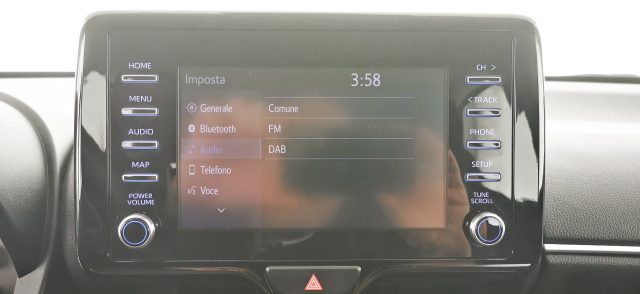 HOME
MENU
AUDIO
MAP
POWER
VOLUME
Imposta
3:58
Generale
Bluetooth
Audio
Telefono
Voce
Comune
FM
DAB
CH >
< TRACK
PHONE
SETUP
TUNE
SCROLL